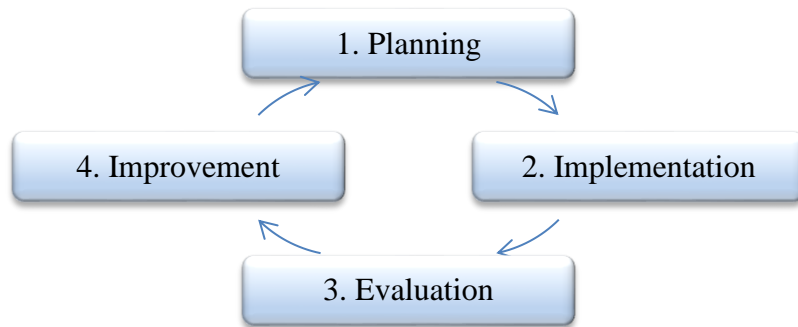 1. Planning
2. Implementation
3. Evaluation
4. Improvement